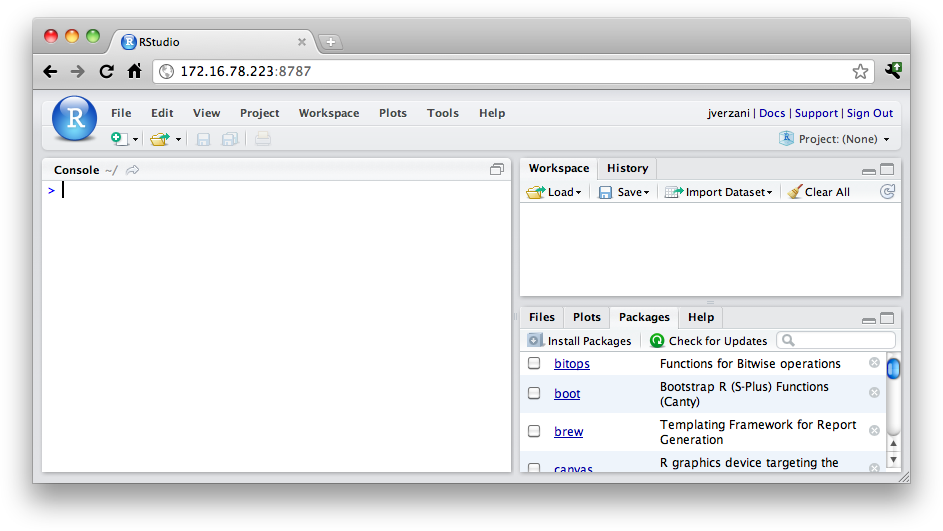 RStudio
172.16.78.223:8787
R
File Edit View Project Workspace Plots Tools Help
jverzani | Docs | Support | Sign Out
Project: (None)
Console ~/
>
Workspace History
Load Save Import Dataset Clear All
Files Plots Packages Help
Install Packages Check for Updates
bitops Functions for Bitwise operations
boot Bootstrap R (S-Plus) Functions
(Canty)
brew Templating Framework for Report
Generation
canvas R graphics device targeting the